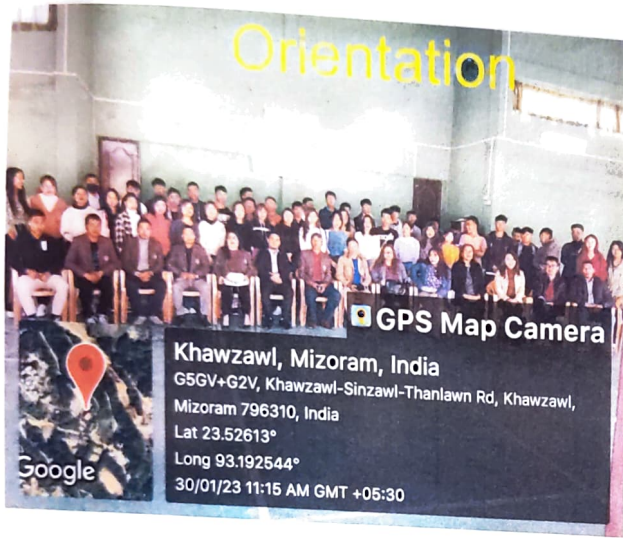 Orientation
GPS Map Camera
Khawzawl, Mizoram, India
G5GV+G2V, Khawzawl-Sinzawl-Thanlawn Rd, Khawzawl,
Mizoram 796310, India
Lat 23.52613°
Long 93.192544°
30/01/23 11:15 AM GMT +05:30
Google